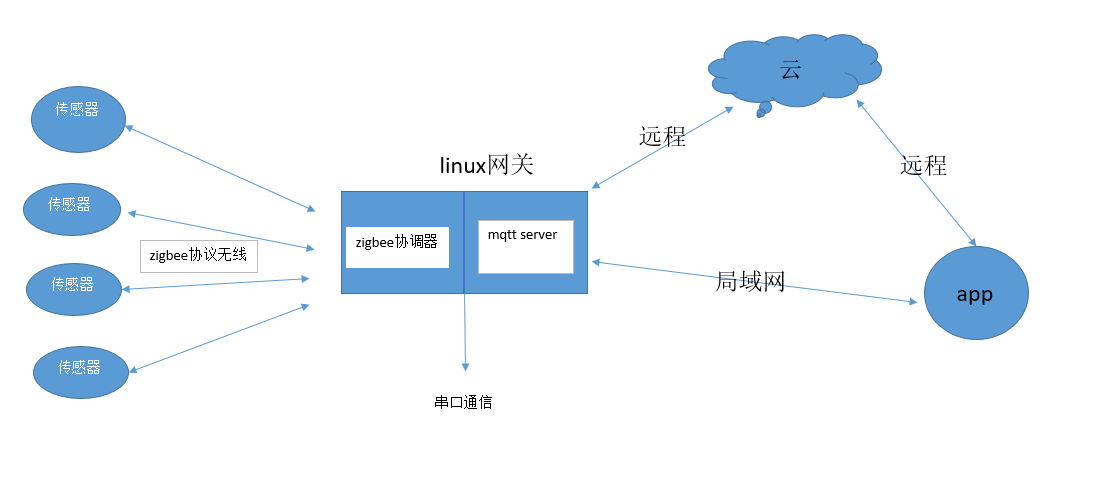 云
传感器
远程
linux网关
远程
传感器
zigbee协调器
mqtt server
zigbee协议无线
传感器
局域网
app
传感器
串口通信